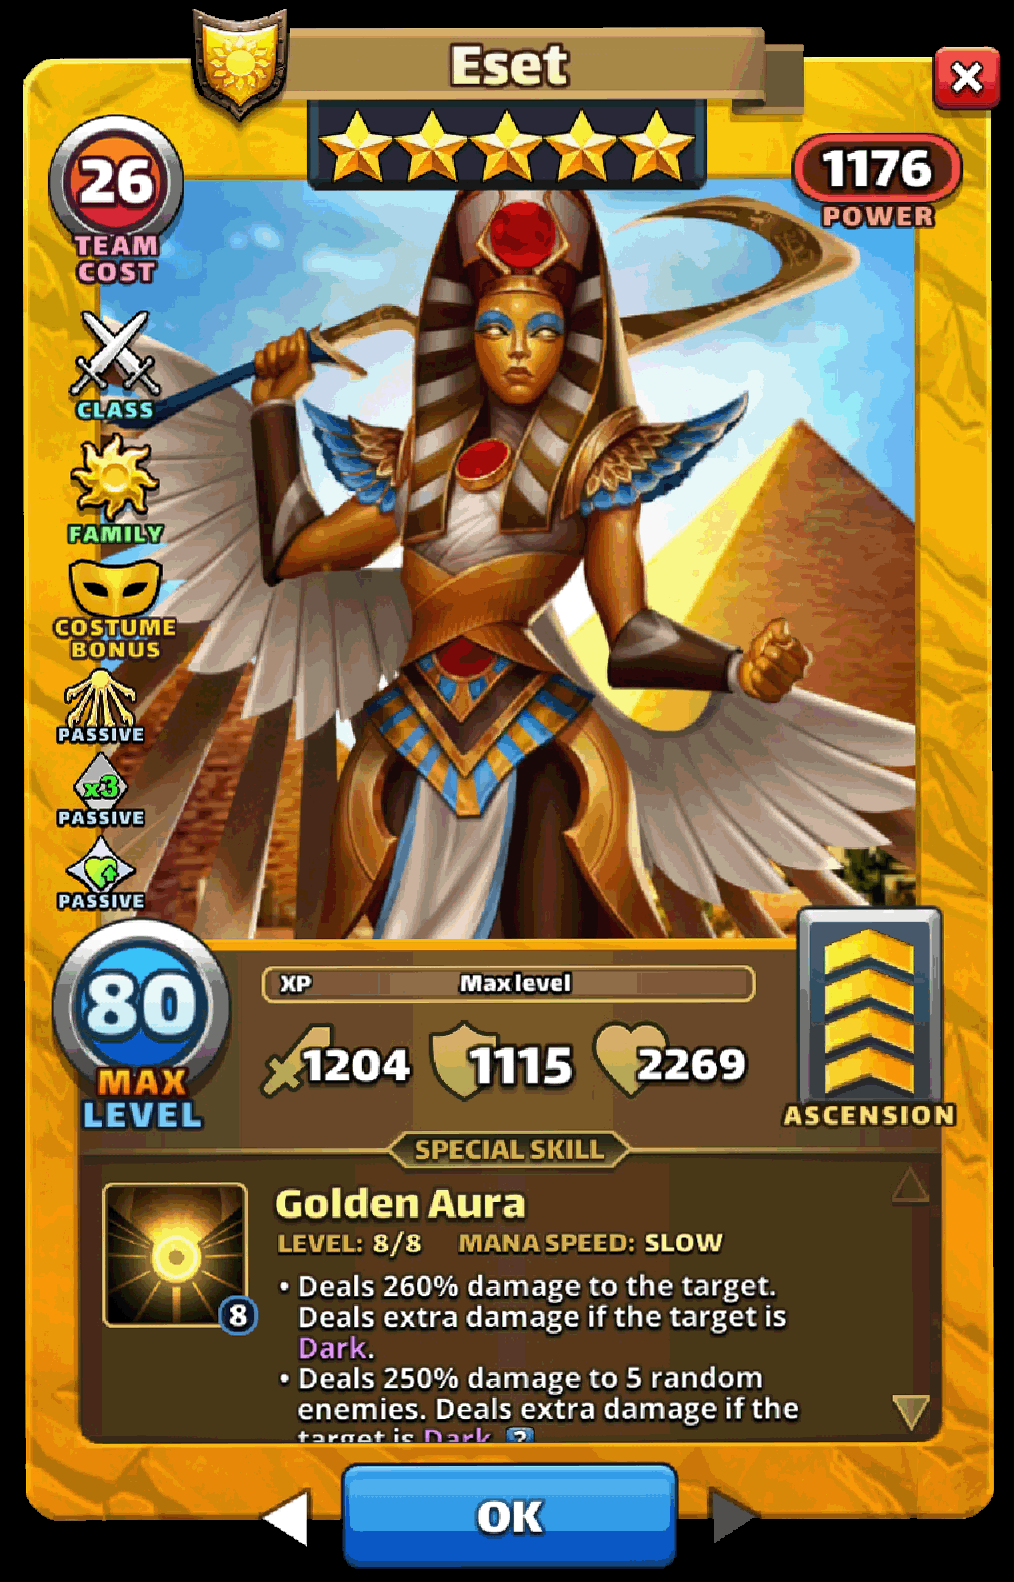 Eset
26
TEAM
COST
1176
POWER
CLASS
FAMILY
COSTUME
BONUS
PASSIVE
x3
PASSIVE
PASSIVE
80
MAX
LEVEL
XP Max level
1204 1115 2269
ASCENSION
SPECIAL SKILL
Golden Aura
LEVEL: 8/8 MANA SPEED: SLOW
8
• Deals 260% damage to the target.
Deals extra damage if the target is
Dark.
• Deals 250% damage to 5 random
enemies. Deals extra damage if the
target is Dark. ?
OK